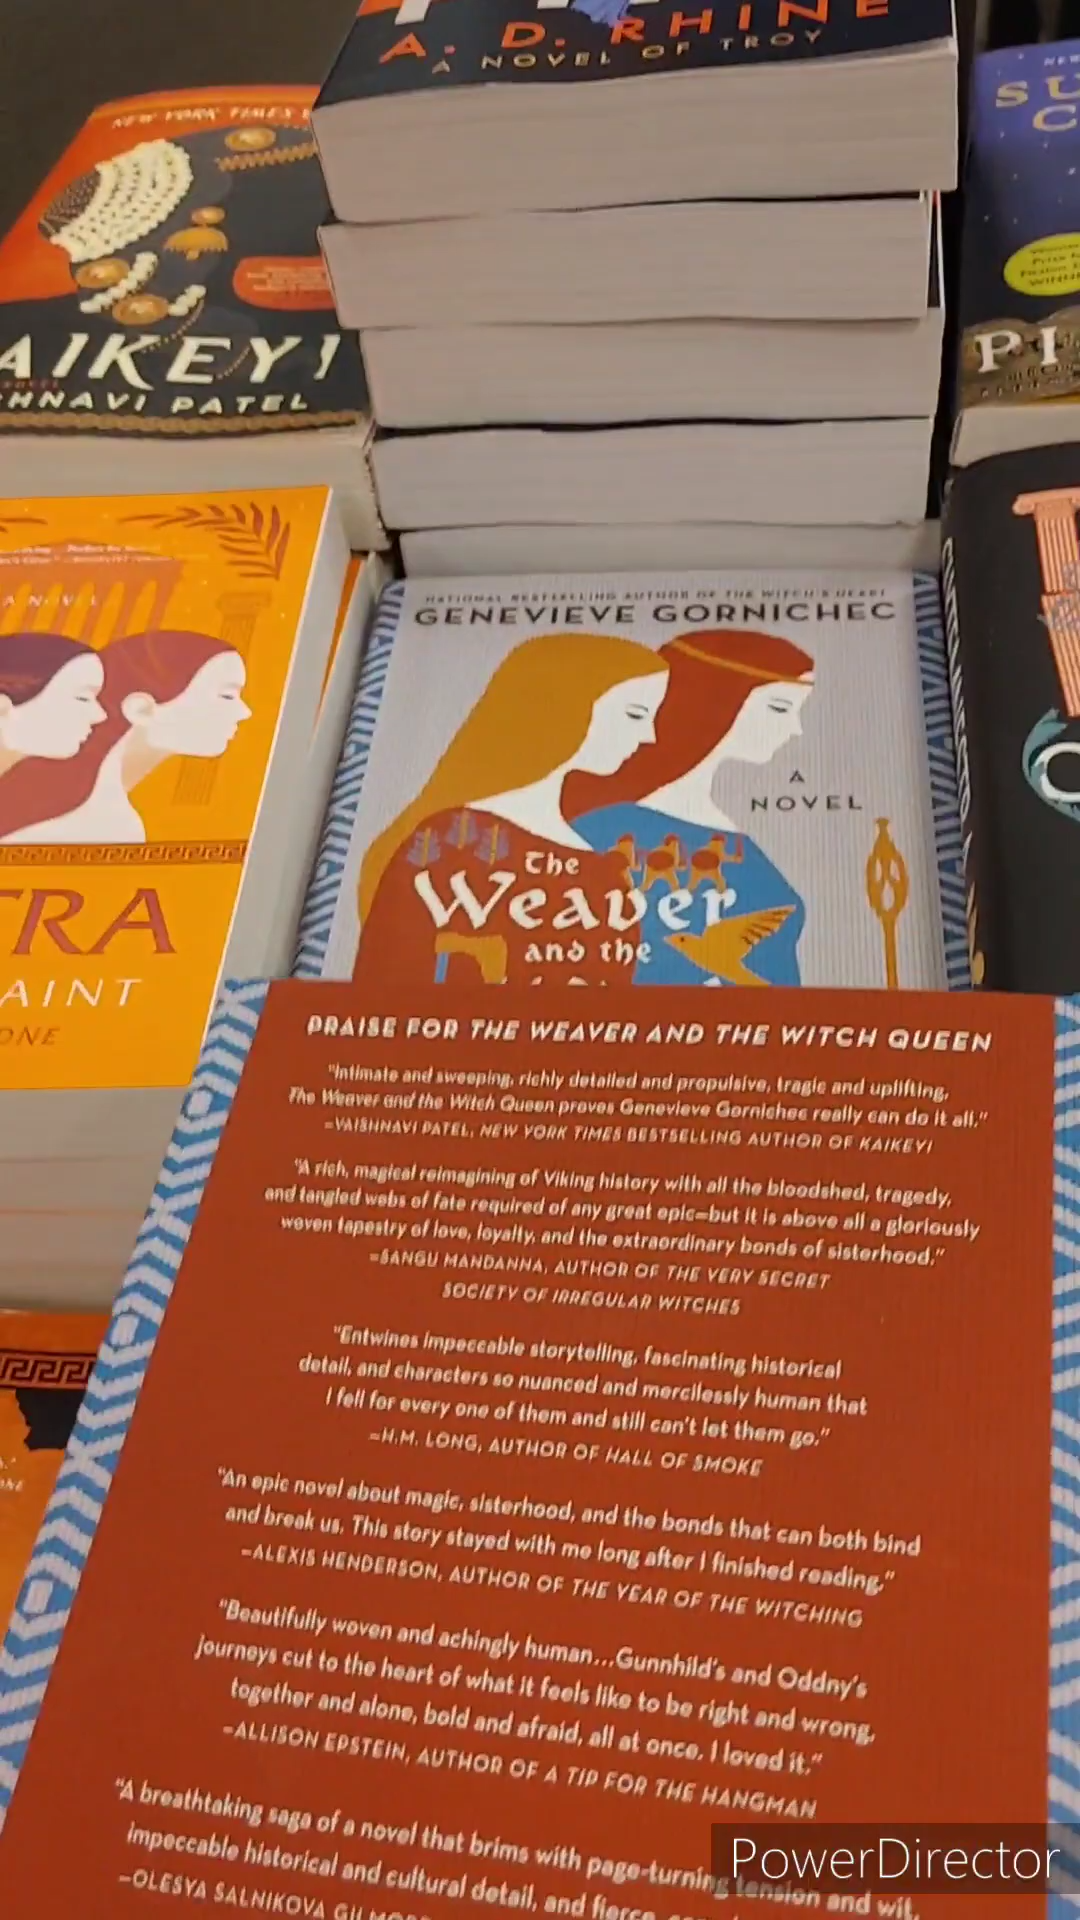 A. D. RHINE
A NOVEL OF TROY
NEW YORK TIMES
AIKEYI
HNAVI PATEL
SU
C
PI
A NOVEL
TRA
AINT
ONE
NATIONAL BESTSELLING AUTHOR OF THE WITCH'S HEART
GENEVIEVE GORNICHEC
A
NOVEL
The
Weaver
and the
PRAISE FOR THE WEAVER AND THE WITCH QUEEN
"Intimate and sweeping, richly detailed and propulsive, tragic and uplifting,
The Weaver and the Witch Queen proves Genevieve Gornichec really can do it all."
—VAISHNAVI PATEL, NEW YORK TIMES BESTSELLING AUTHOR OF KAIKEYI
"A rich, magical reimagining of Viking history with all the bloodshed, tragedy,
and tangled webs of fate required of any great epic—but it is above all a gloriously
woven tapestry of love, loyalty, and the extraordinary bonds of sisterhood."
—SANGU MANDANNA, AUTHOR OF THE VERY SECRET
SOCIETY OF IRREGULAR WITCHES
"Entwines impeccable storytelling, fascinating historical
detail, and characters so nuanced and mercilessly human that
I fell for every one of them and still can't let them go."
—H.M. LONG, AUTHOR OF HALL OF SMOKE
"An epic novel about magic, sisterhood, and the bonds that can both bind
and break us. This story stayed with me long after I finished reading."
—ALEXIS HENDERSON, AUTHOR OF THE YEAR OF THE WITCHING
"Beautifully woven and achingly human...Gunnhild's and Oddny's
journeys cut to the heart of what it feels like to be right and wrong,
together and alone, bold and afraid, all at once. I loved it."
—ALLISON EPSTEIN, AUTHOR OF A TIP FOR THE HANGMAN
"A breathtaking saga of a novel that brims with page-turning tension and wit,
impeccable historical and cultural detail, and fierce
—OLESYA SALNIKOVA GILMORE
PowerDirector